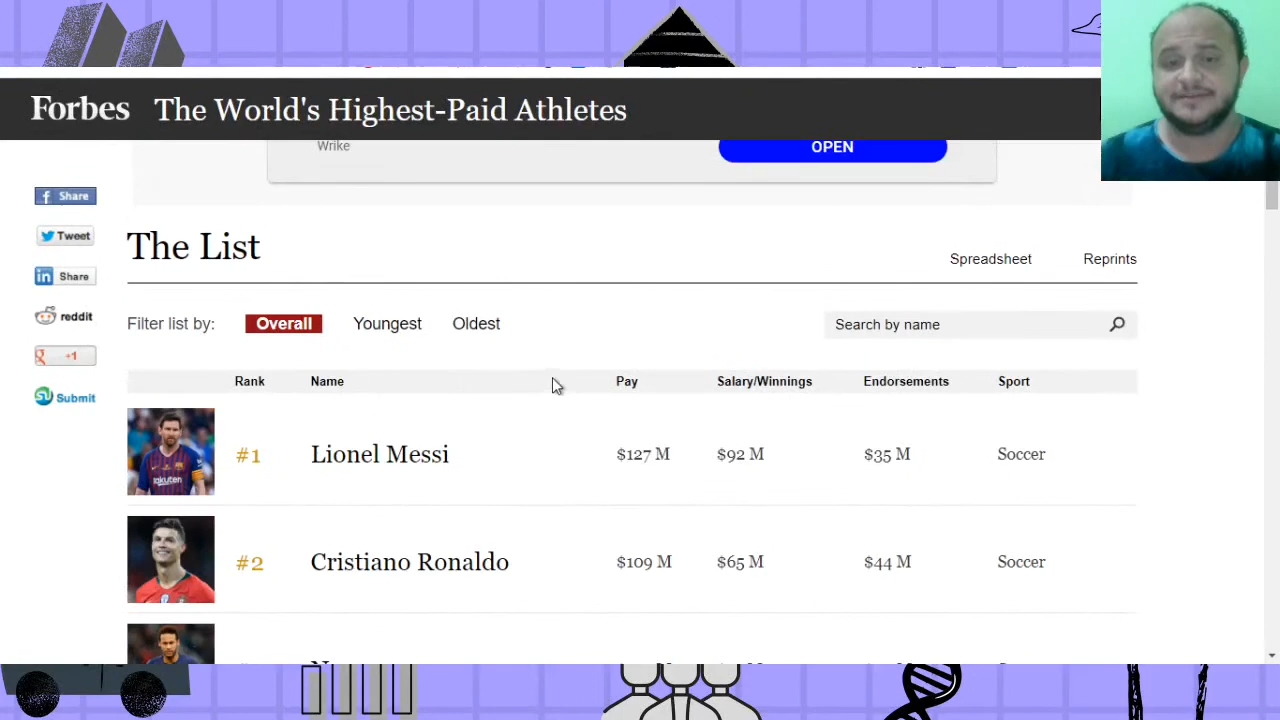 Forbes The World's Highest-Paid Athletes
Wrike OPEN
f Share
The List
Tweet
Spreadsheet Reprints
in Share
reddit
Filter list by: Overall Youngest Oldest Search by name
g +1
Rank Name Pay Salary/Winnings Endorsements Sport
Submit
#1 Lionel Messi $127 M $92 M $35 M Soccer
Rakuten
#2 Cristiano Ronaldo $109 M $65 M $44 M Soccer